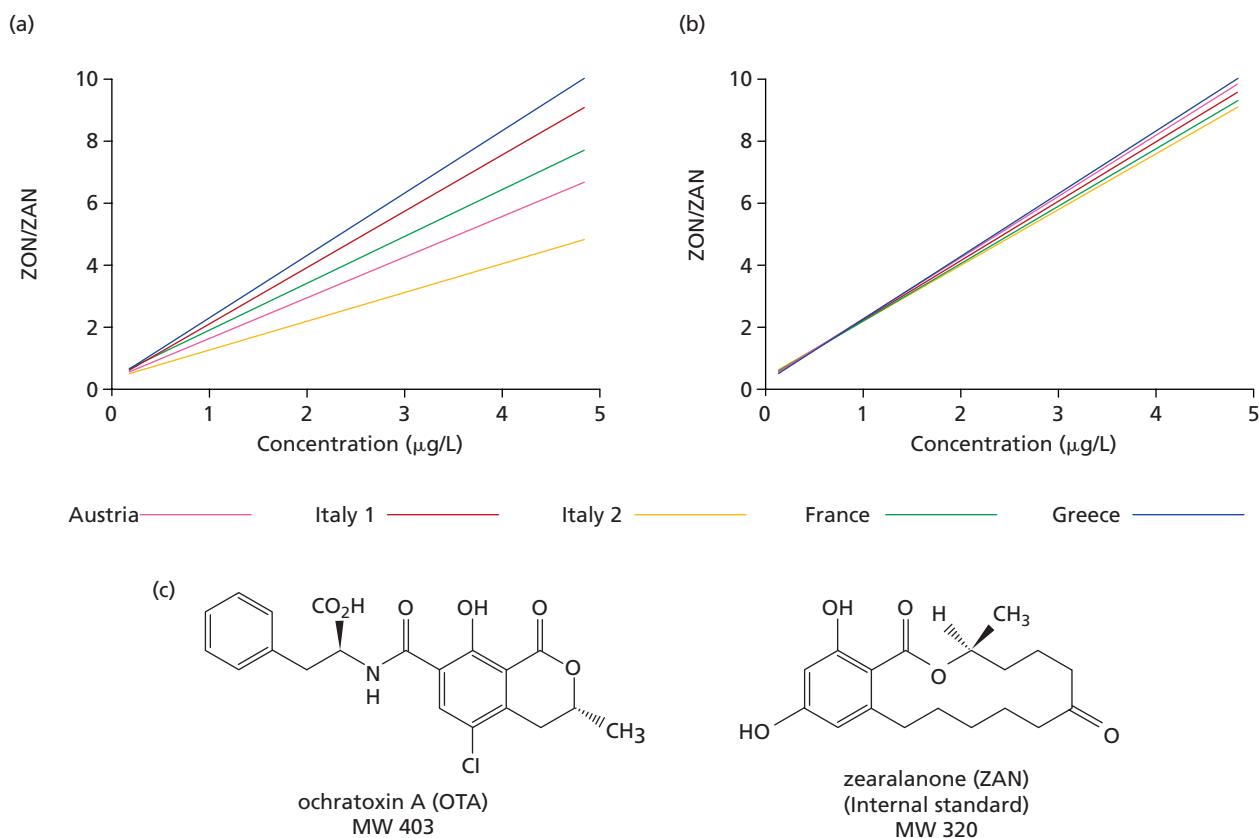 (a)
ZON/ZAN
10
8
6
4
2
0
0 1 2 3 4 5
Concentration (μg/L)
(b)
ZON/ZAN
10
8
6
4
2
0
0 1 2 3 4 5
Concentration (μg/L)
Austria Italy 1 Italy 2 France Greece
(c)
CO2H O OH O
O
N
H
CH3
Cl
ochratoxin A (OTA)
MW 403
OH O H CH3
O
HO O
zearalanone (ZAN)
(Internal standard)
MW 320